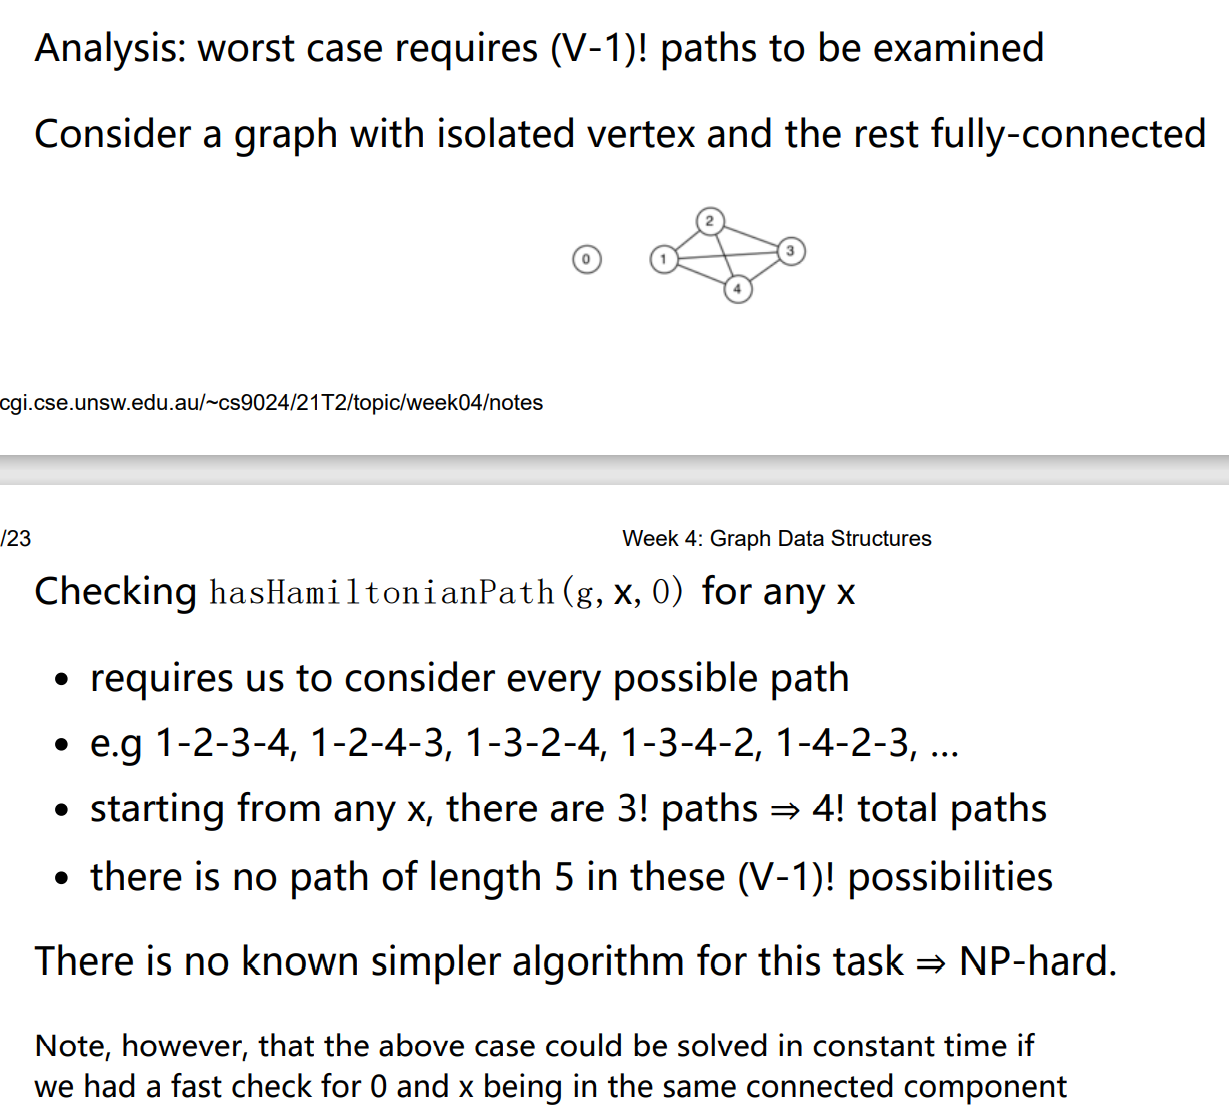 Analysis: worst case requires (V-1)! paths to be examined
Consider a graph with isolated vertex and the rest fully-connected
2
0
1
3
4
cgi.cse.unsw.edu.au/~cs9024/21T2/topic/week04/notes
/23
Week 4: Graph Data Structures
Checking hasHamiltonianPath(g, x, 0) for any x
• requires us to consider every possible path
• e.g 1-2-3-4, 1-2-4-3, 1-3-2-4, 1-3-4-2, 1-4-2-3, ...
• starting from any x, there are 3! paths ⇒ 4! total paths
• there is no path of length 5 in these (V-1)! possibilities
There is no known simpler algorithm for this task ⇒ NP-hard.
Note, however, that the above case could be solved in constant time if
we had a fast check for 0 and x being in the same connected component